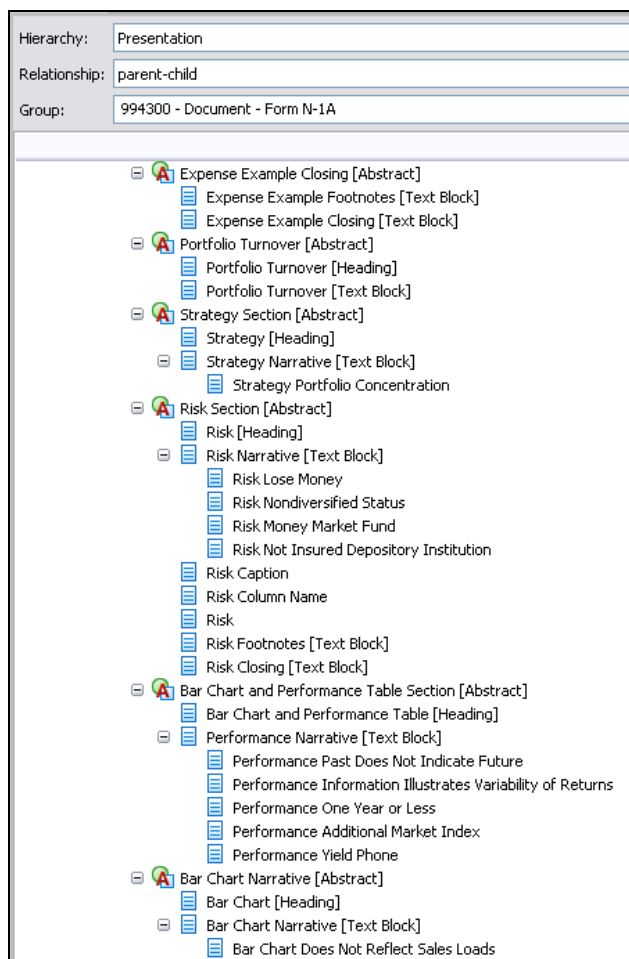 Hierarchy: Presentation
Relationship: parent-child
Group: 994300 - Document - Form N-1A
Expense Example Closing [Abstract]
Expense Example Footnotes [Text Block]
Expense Example Closing [Text Block]
Portfolio Turnover [Abstract]
Portfolio Turnover [Heading]
Portfolio Turnover [Text Block]
Strategy Section [Abstract]
Strategy [Heading]
Strategy Narrative [Text Block]
Strategy Portfolio Concentration
Risk Section [Abstract]
Risk [Heading]
Risk Narrative [Text Block]
Risk Lose Money
Risk Nondiversified Status
Risk Money Market Fund
Risk Not Insured Depository Institution
Risk Caption
Risk Column Name
Risk
Risk Footnotes [Text Block]
Risk Closing [Text Block]
Bar Chart and Performance Table Section [Abstract]
Bar Chart and Performance Table [Heading]
Performance Narrative [Text Block]
Performance Past Does Not Indicate Future
Performance Information Illustrates Variability of Returns
Performance One Year or Less
Performance Additional Market Index
Performance Yield Phone
Bar Chart Narrative [Abstract]
Bar Chart [Heading]
Bar Chart Narrative [Text Block]
Bar Chart Does Not Reflect Sales Loads